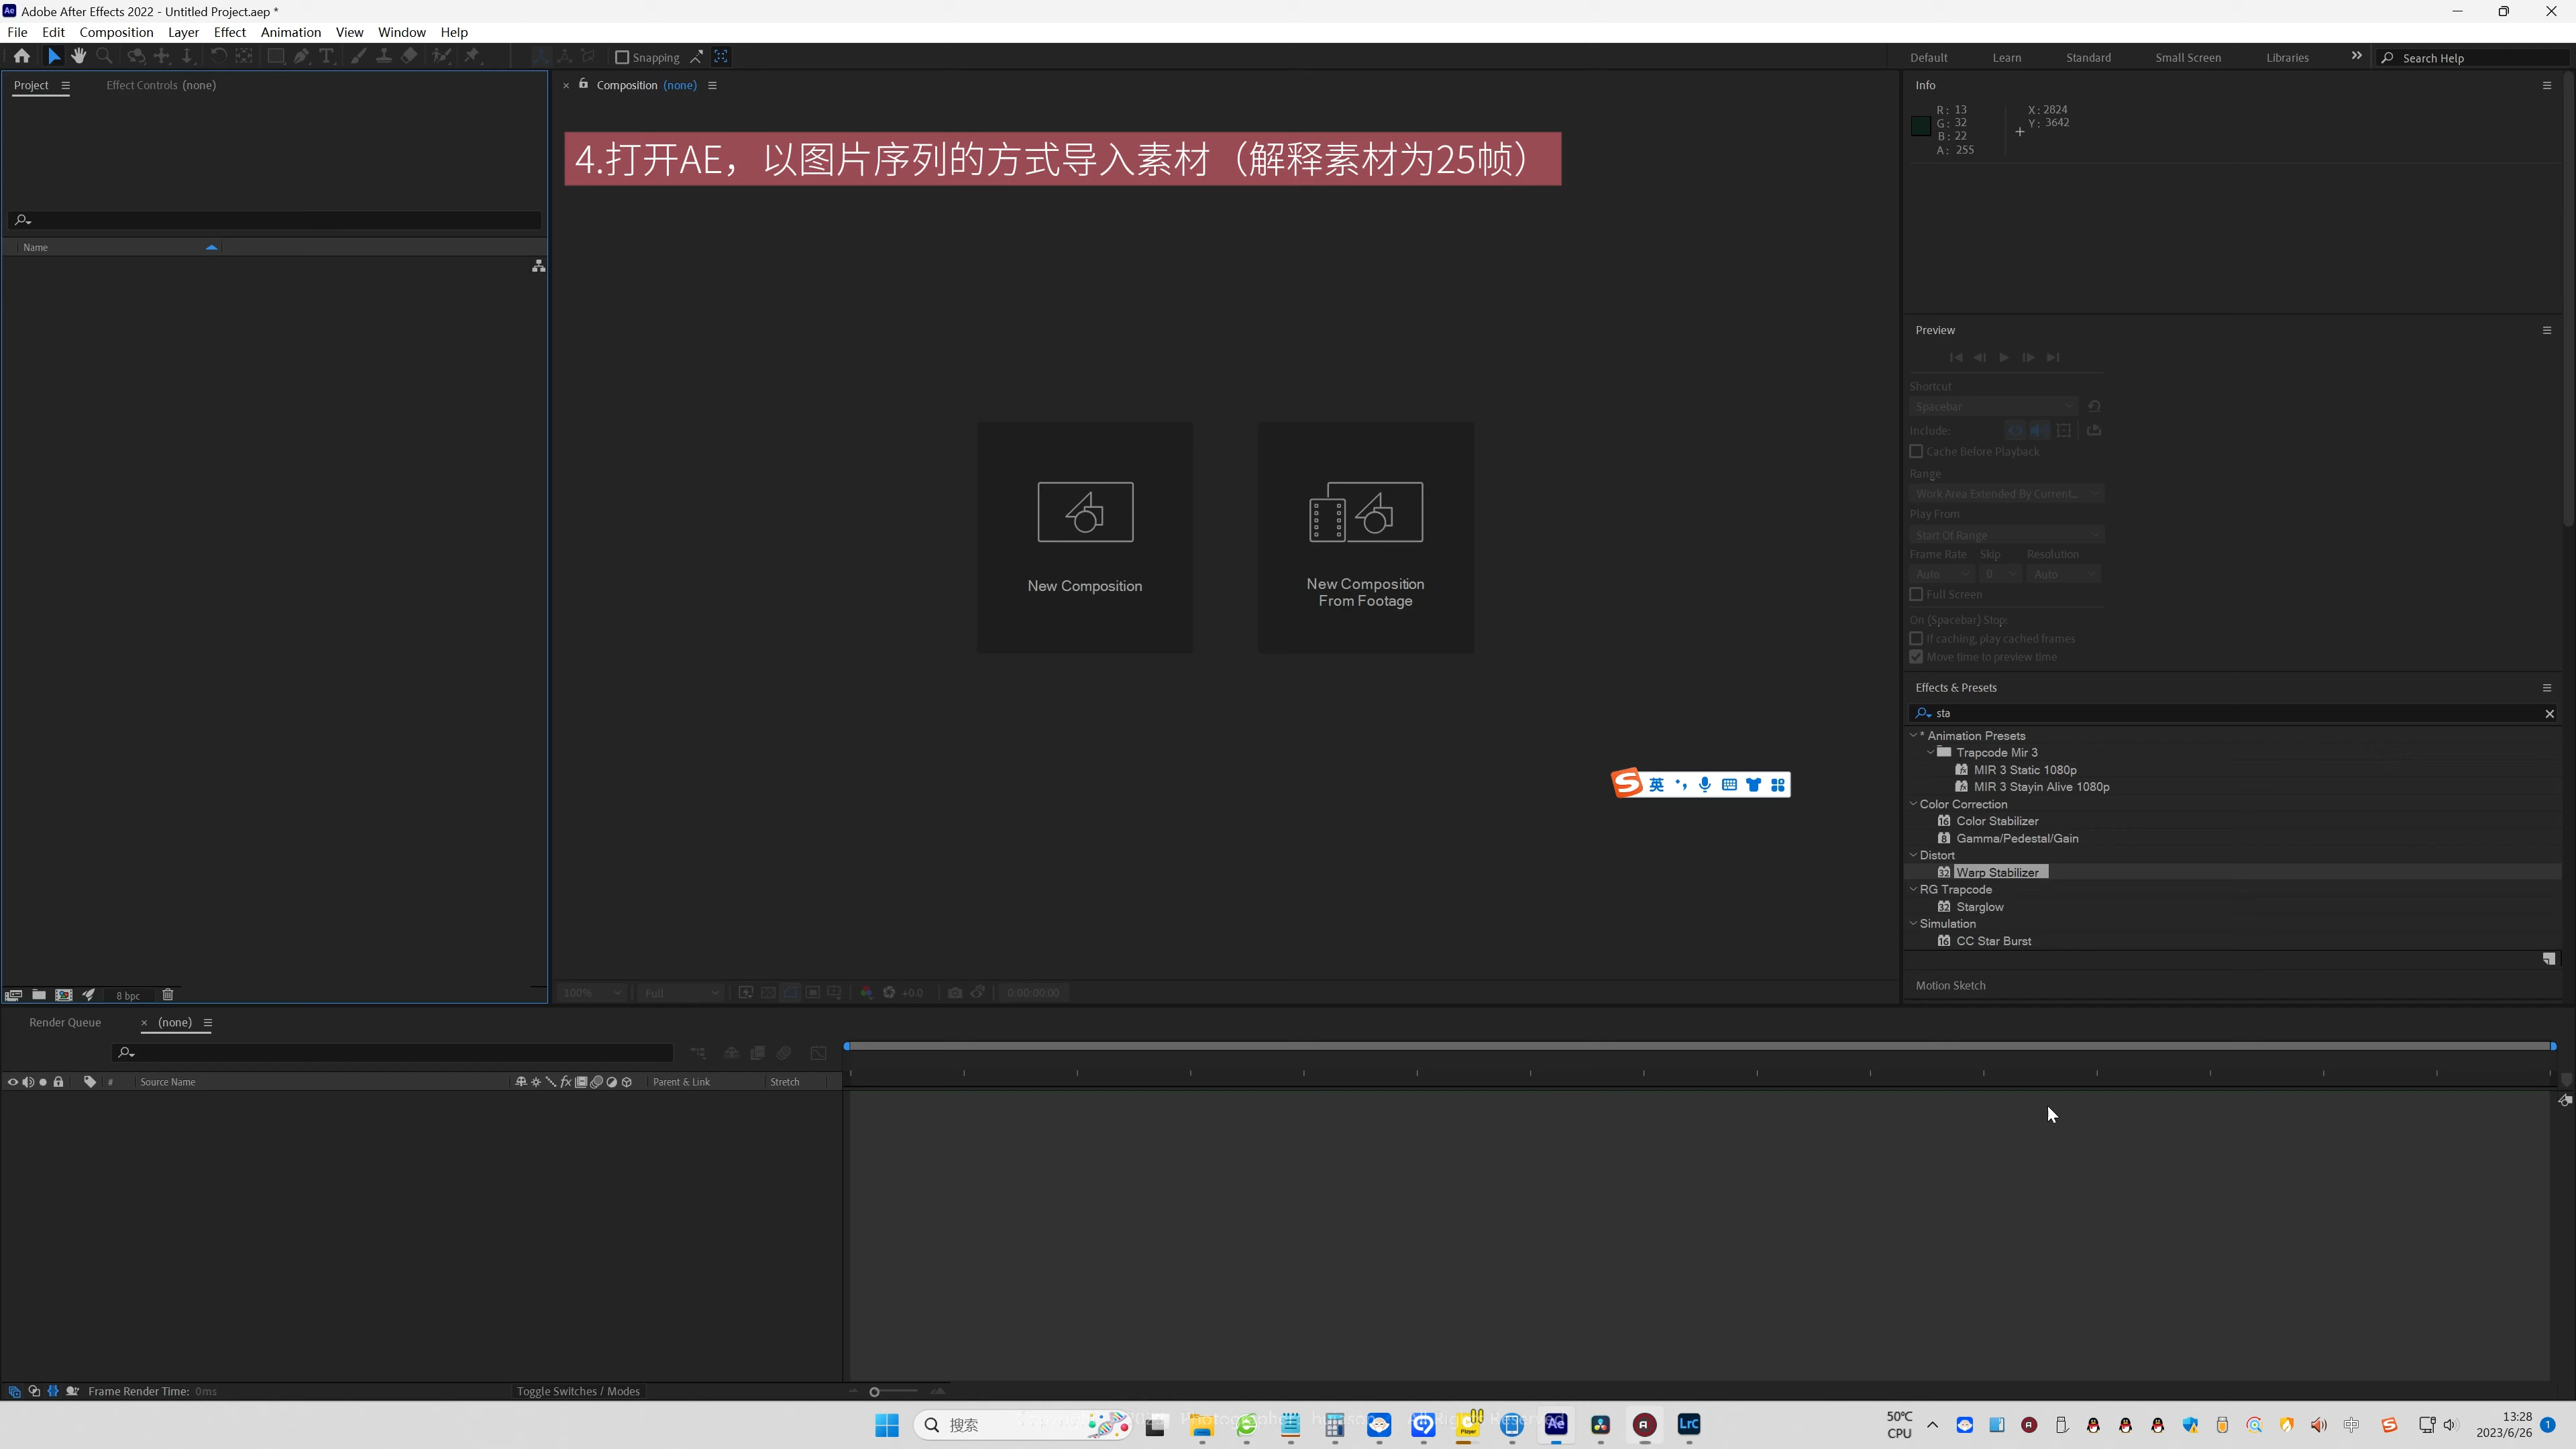 Adobe After Effects 2022 - Untitled Project.aep *
File Edit Composition Layer Effect Animation View Window Help
Snapping
Default Learn Standard Small Screen Libraries Search Help
Project Effect Controls (none)
Composition (none)
4.打开AE，以图片序列的方式导入素材（解释素材为25帧）
Name
New Composition
New Composition
From Footage
8 bpc
100% Full +0.0 0:00:00:00
Info
R: 13 X: 2824
G: 32 Y: 3642
B: 22
A: 255
Preview
Shortcut
Spacebar
Include:
Cache Before Playback
Range
Work Area Extended By Current...
Play From
Start Of Range
Frame Rate Skip Resolution
Auto 0 Auto
Full Screen
On (Spacebar) Stop:
If caching, play cached frames
Move time to preview time
Effects & Presets
sta
* Animation Presets
Trapcode Mir 3
MIR 3 Static 1080p
MIR 3 Stayin Alive 1080p
Color Correction
Color Stabilizer
Gamma/Pedestal/Gain
Distort
Warp Stabilizer
RG Trapcode
Starglow
Simulation
CC Star Burst
Motion Sketch
英
Render Queue (none)
# Source Name Parent & Link Stretch
Frame Render Time: 0ms
Toggle Switches / Modes
搜索
Ae
LrC
50℃
CPU
13:28
2023/6/26
1